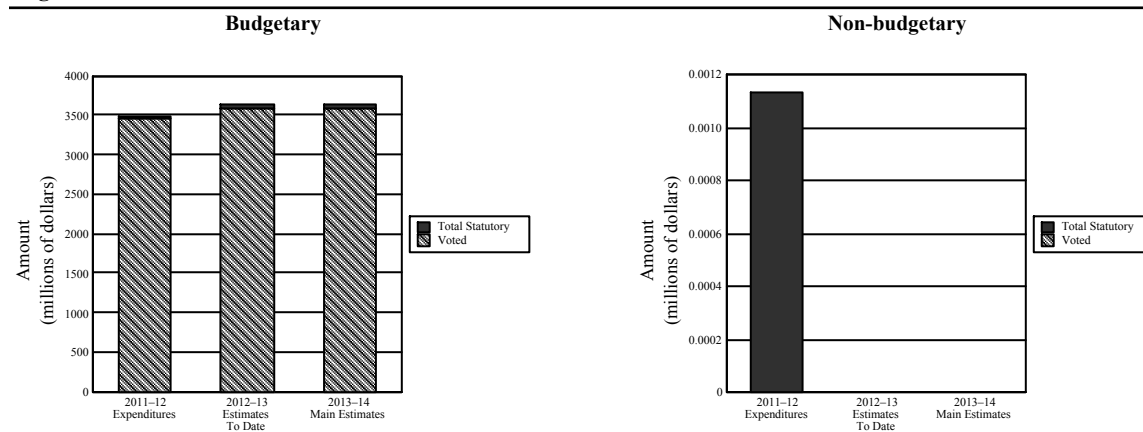 Budgetary
4000
3500
3000
2500
2000
1500
1000
500
0
Amount
(millions of dollars)
2011–12
Expenditures
2012–13
Estimates
To Date
2013–14
Main Estimates
Total Statutory
Voted
Non-budgetary
0.0012
0.0010
0.0008
0.0006
0.0004
0.0002
0
Amount
(millions of dollars)
2011–12
Expenditures
2012–13
Estimates
To Date
2013–14
Main Estimates
Total Statutory
Voted